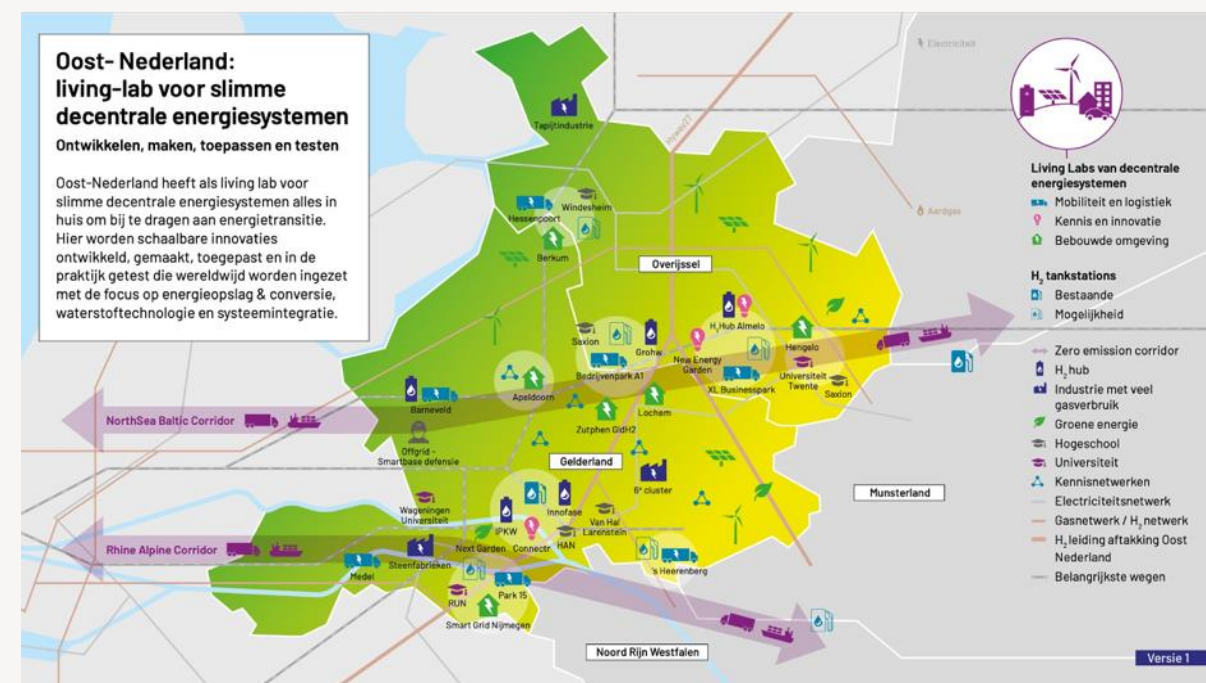 Oost- Nederland:
living-lab voor slimme
decentrale energiesystemen
Ontwikkelen, maken, toepassen en testen
Oost-Nederland heeft als living lab voor
slimme decentrale energiesystemen alles in
huis om bij te dragen aan energietransitie.
Hier worden schaalbare innovaties
ontwikkeld, gemaakt, toegepast en in de
praktijk getest die wereldwijd worden ingezet
met de focus op energieopslag & conversie,
waterstoftechnologie en systeemintegratie.
Electriciteit
Tapijtindustrie
Hyway27
Windesheim
Hessenpoort
Aardgas
Berkum
Overijssel
H₂Hub Almelo
Saxion
Grohw
New Energy
Garden
Hengelo
Bedrijvenpark A1
XL Businesspark
Universiteit
Twente
Saxion
Apeldoorn
Barneveld
Lochem
Zutphen GldH2
NorthSea Baltic Corridor
Offgrid -
Smartbase defensie
Gelderland
6ᵉ cluster
Munsterland
Wageningen
Universiteit
IPKW
Innofase
Van Hal
Larenstein
Next Garden
Connectr
HAN
Rhine Alpine Corridor
Steenfabrieken
Medel
's Heerenberg
RUN
Park 15
Smart Grid Nijmegen
Noord Rijn Westfalen
Living Labs van decentrale
energiesystemen
Mobiliteit en logistiek
Kennis en innovatie
Bebouwde omgeving
H₂ tankstations
Bestaande
Mogelijkheid
Zero emission corridor
H₂ hub
Industrie met veel
gasverbruik
Groene energie
Hogeschool
Universiteit
Kennisnetwerken
Electriciteitsnetwerk
Gasnetwerk / H₂ netwerk
H₂ leiding aftakking Oost
Nederland
Belangrijkste wegen
Versie 1